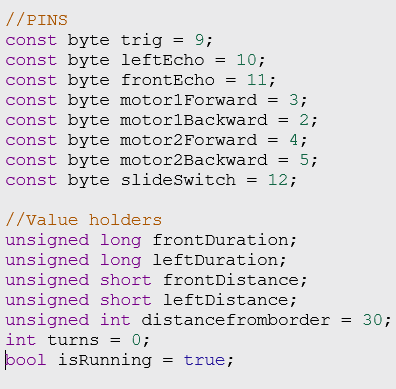 //PINS
const byte trig = 9;
const byte leftEcho = 10;
const byte frontEcho = 11;
const byte motor1Forward = 3;
const byte motor1Backward = 2;
const byte motor2Forward = 4;
const byte motor2Backward = 5;
const byte slideSwitch = 12;

//Value holders
unsigned long frontDuration;
unsigned long leftDuration;
unsigned short frontDistance;
unsigned short leftDistance;
unsigned int distancefromborder = 30;
int turns = 0;
bool isRunning = true;